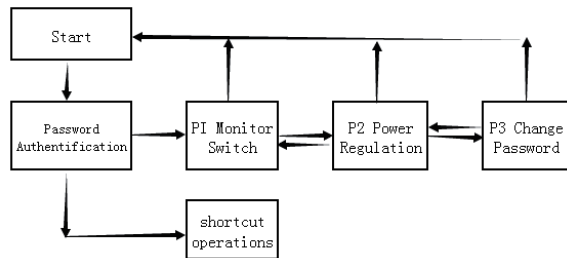 Start
Password
Authentification
PI Monitor
Switch
P2 Power
Regulation
P3 Change
Password
shortcut
operations